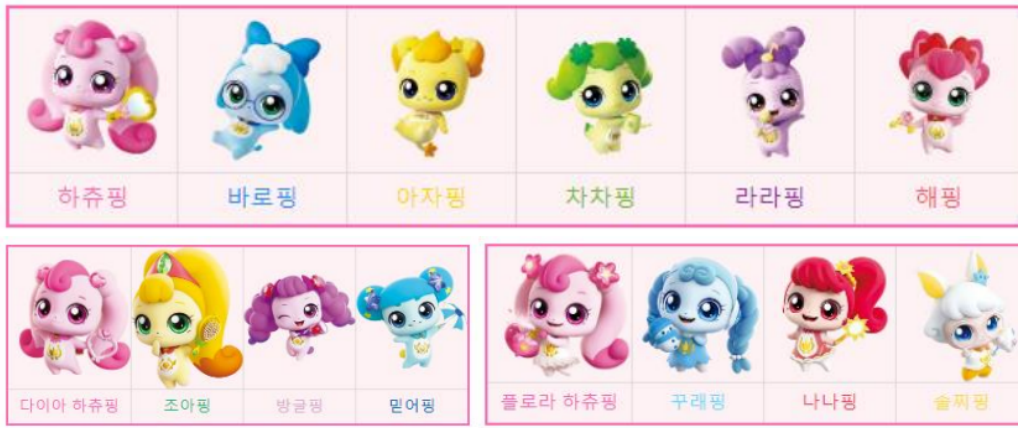 하츄핑 바로핑 아자핑 차차핑 라라핑 해핑
다이아 하츄핑 조아핑 방글핑 믿어핑
플로라 하츄핑 꾸래핑 나나핑 솔찌핑